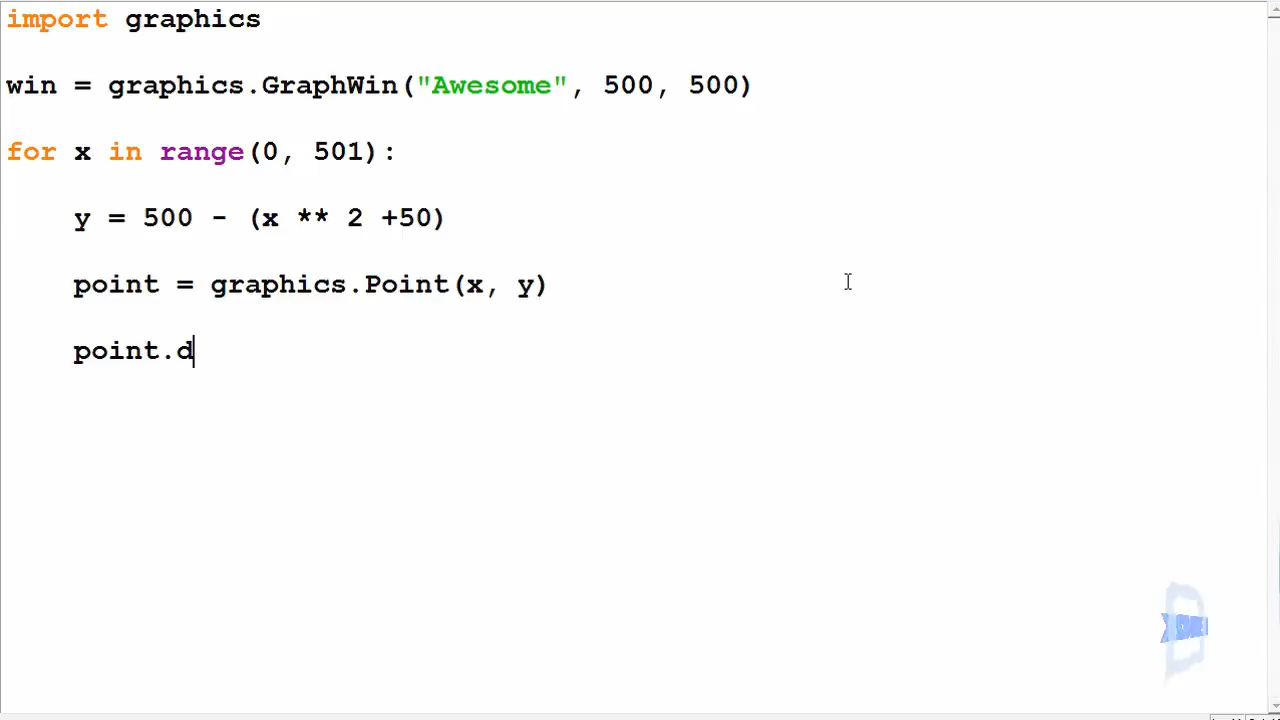 import graphics
win = graphics.GraphWin("Awesome", 500, 500)
for x in range(0, 501):
y = 500 - (x ** 2 +50)
point = graphics.Point(x, y)
point.d